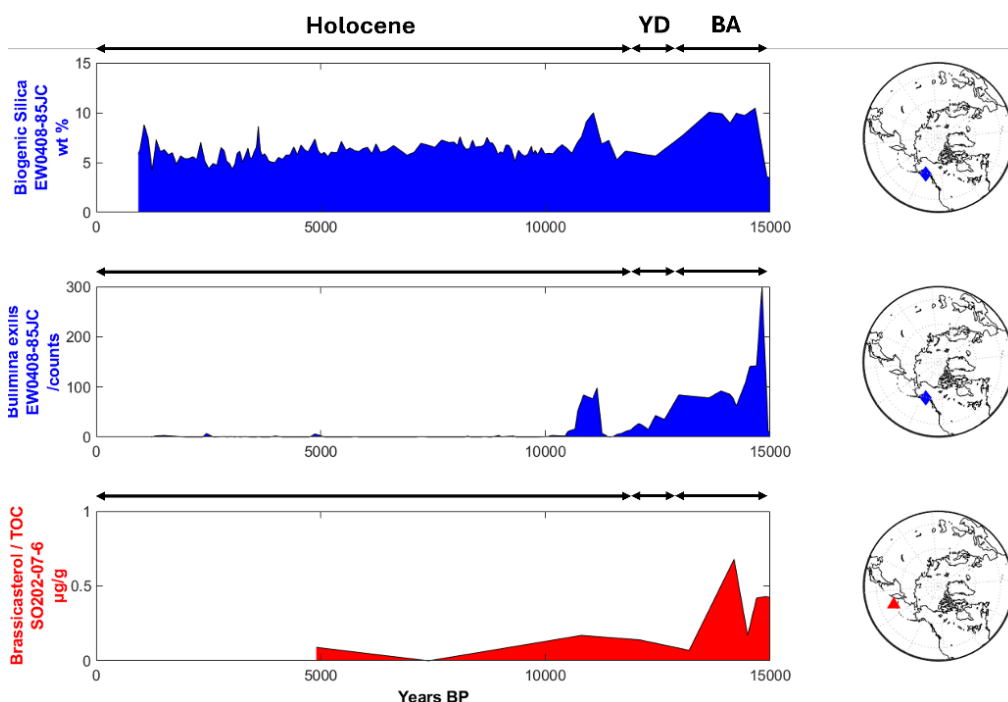 Holocene YD BA
Biogenic Silica
EW0408-85JC
wt %
15
10
5
0
0 5000 10000 15000
Bulimina exilis
EW0408-85JC
/counts
300
200
100
0
0 5000 10000 15000
Brassicasterol / TOC
SO202-07-6
µg/g
1
0.5
0
0 5000 10000 15000
Years BP